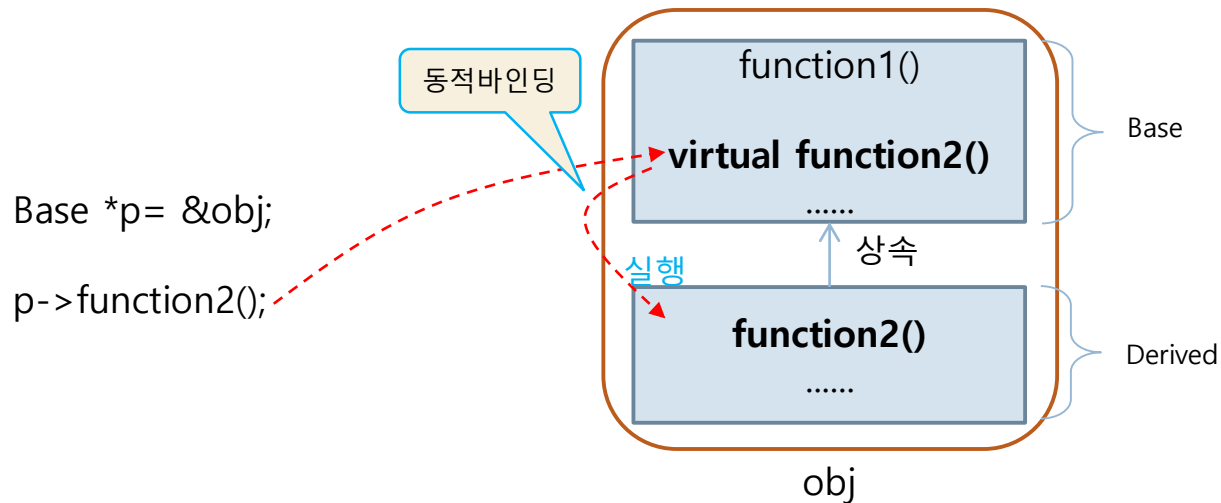 동적바인딩
function1()
virtual function2()
......
Base
Base *p= &obj;
p->function2();
상속
실행
function2()
......
Derived
obj